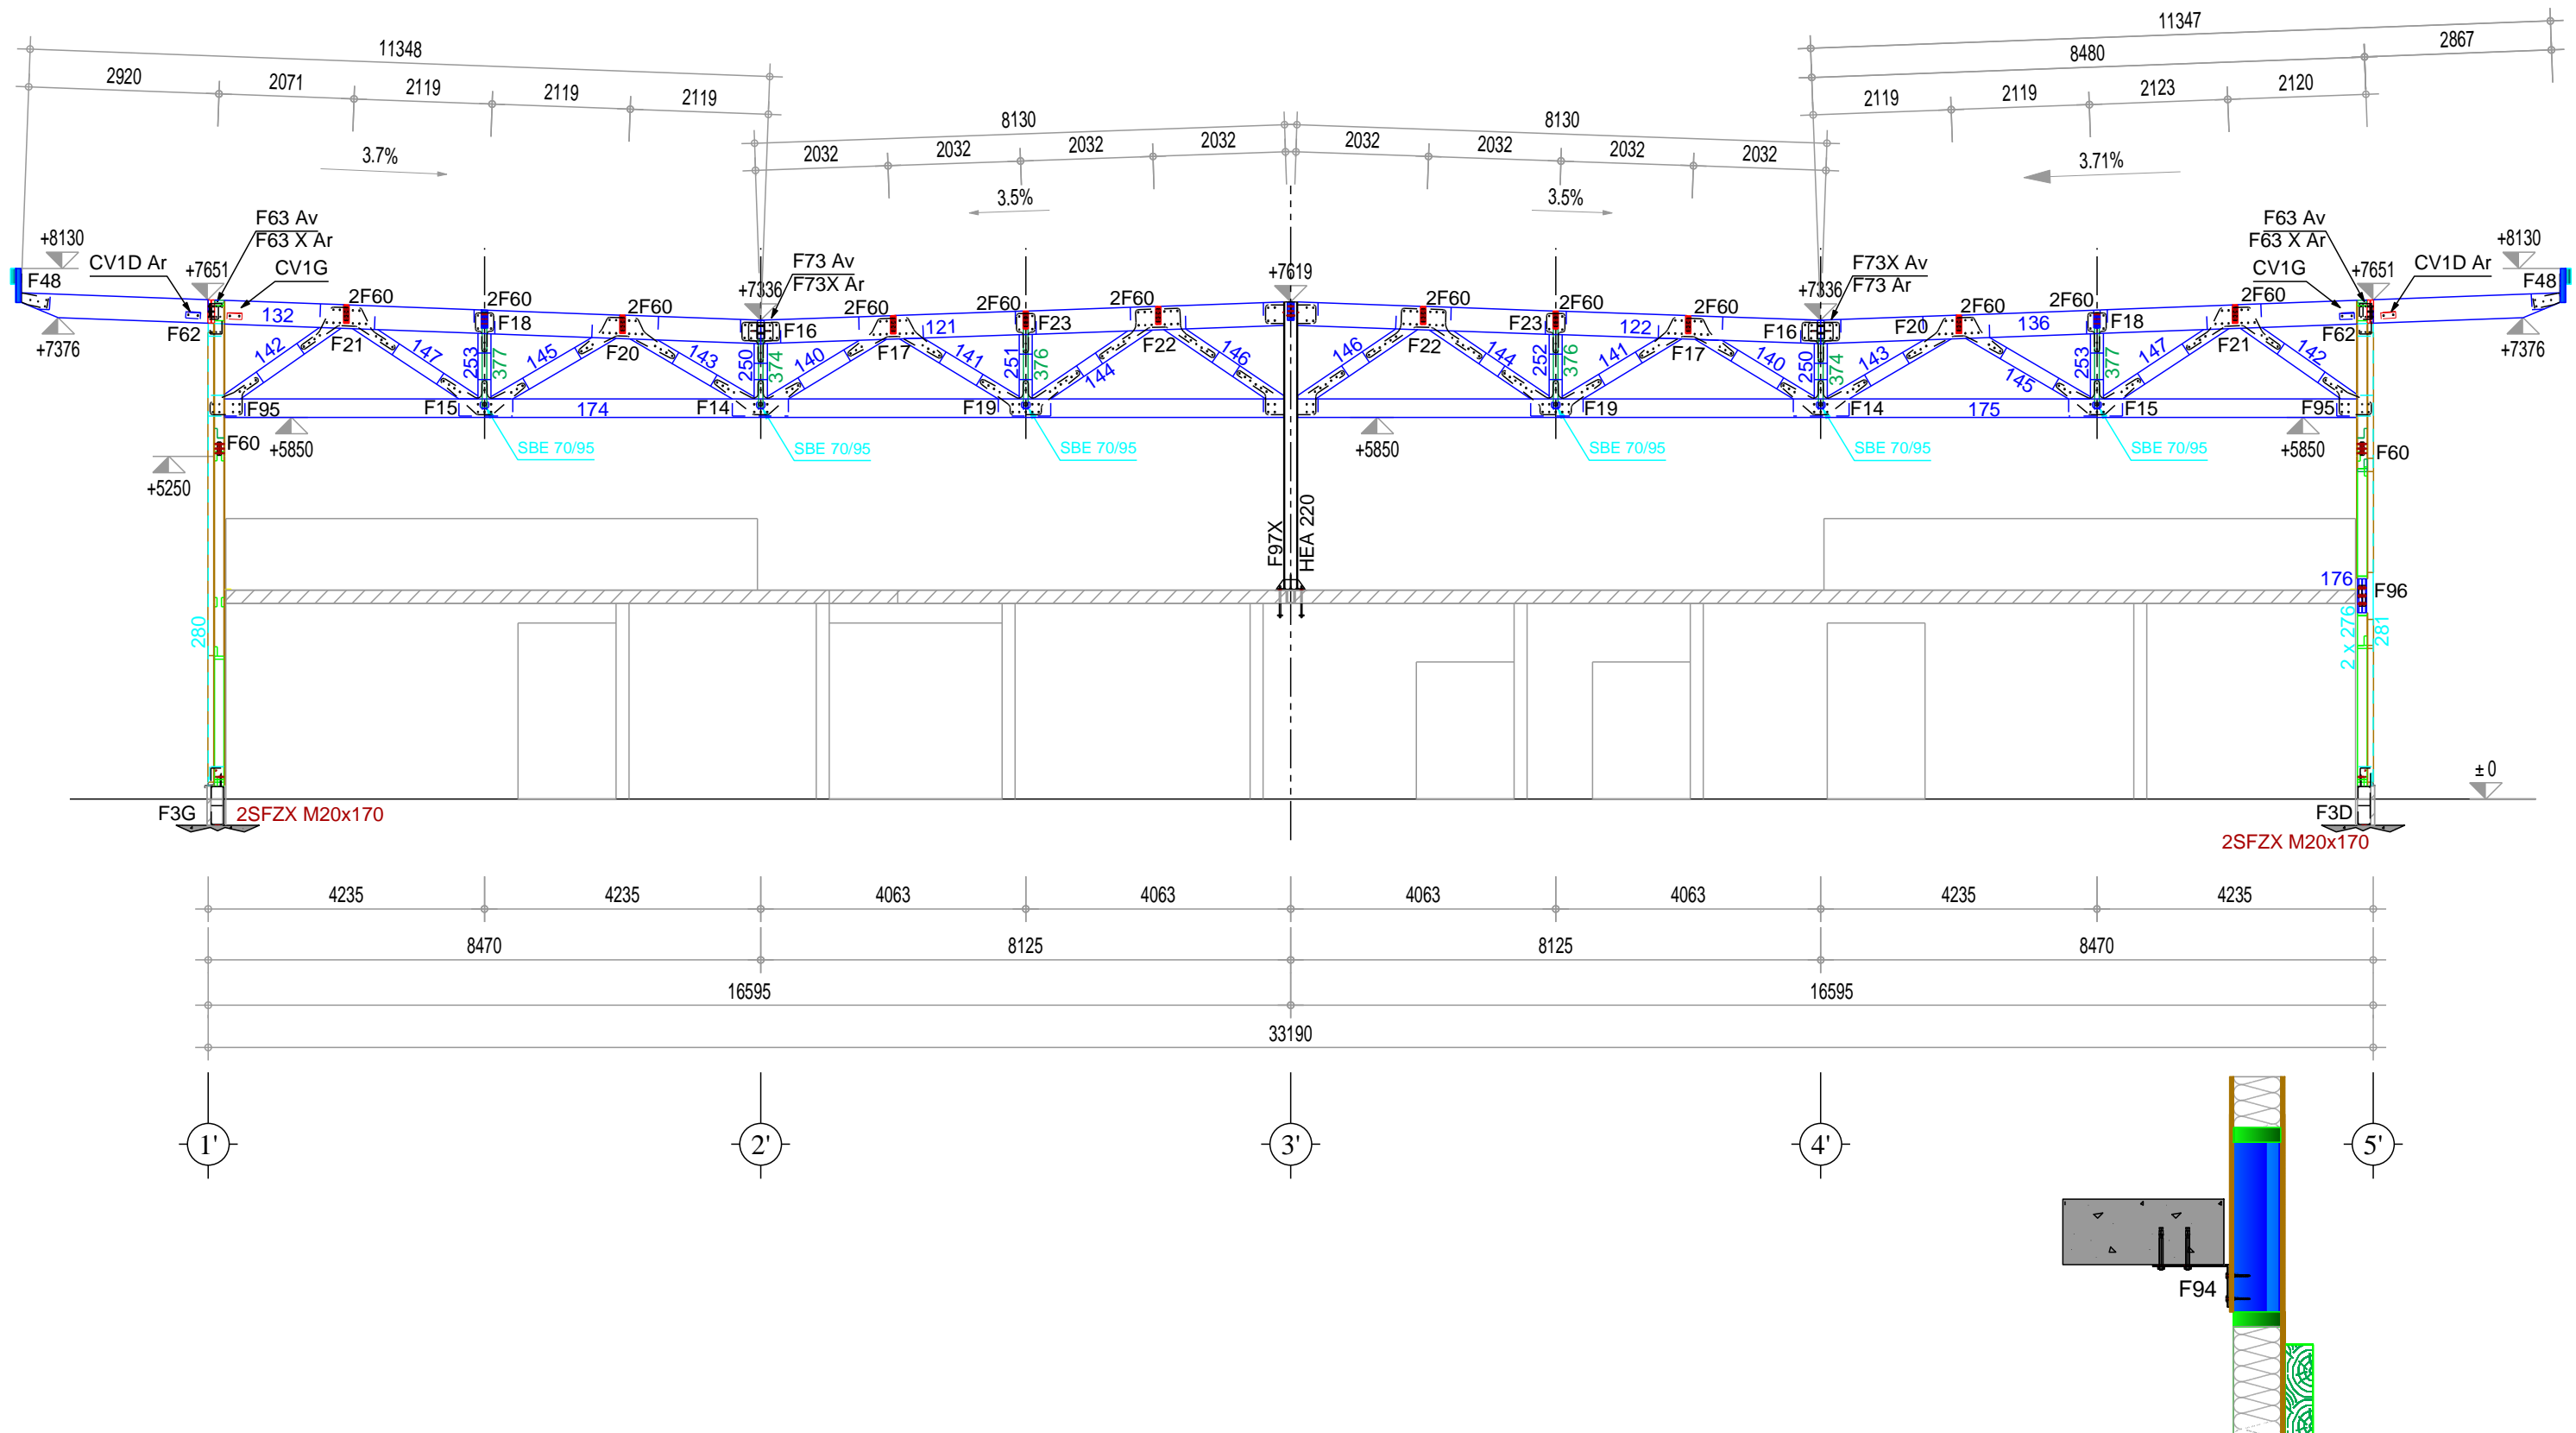 11348
11347
2920
2071
2119
2119
2119
8480
2867
2119
2119
2123
2120
8130
8130
2032
2032
2032
2032
2032
2032
2032
2032
3.7%
3.5%
3.5%
3.71%
+8130
F48
CV1D Ar
+7651
F63 Av
F63 X Ar
CV1G
+7376
F62
132
2F60
F21
2F60
F18
2F60
F20
+7336
F73 Av
F73X Ar
F16
2F60
F17
121
2F60
F23
2F60
F22
+7619
2F60
F22
2F60
F23
122
2F60
F17
+7336
F73X Av
F73 Ar
F16
2F60
F20
136
2F60
F18
2F60
F21
F63 Av
F63 X Ar
CV1G
+7651
CV1D Ar
F62
+8130
F48
+7376
142
147
253
377
145
143
250
374
140
141
251
376
144
146
146
144
252
376
141
140
250
374
143
145
253
377
147
142
F95
F15
174
F14
F19
F19
F14
175
F15
F95
F60
+5850
+5250
SBE 70/95
SBE 70/95
SBE 70/95
+5850
SBE 70/95
SBE 70/95
SBE 70/95
+5850
F60
F97X
HEA 220
280
176
F96
2 x 276
281
±0
F3G
2SFZX M20x170
F3D
2SFZX M20x170
4235
4235
4063
4063
4063
4063
4235
4235
8470
8125
8125
8470
16595
16595
33190
1'
2'
3'
4'
5'
F94